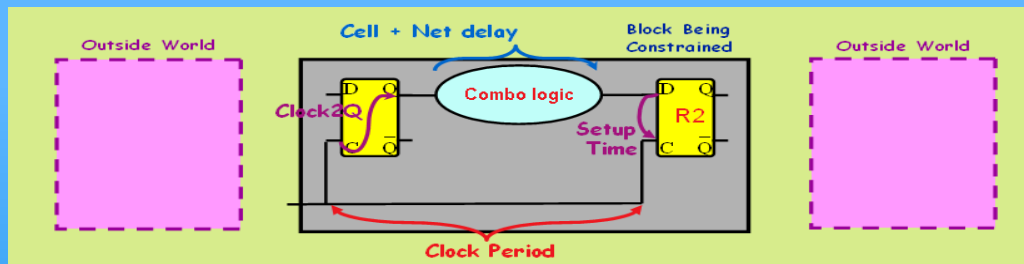 Cell + Net delay
Block Being
Constrained
Outside World
Outside World
D Q
Combo logic
D Q
Clock2Q
R2
Setup
Time
C Q
C Q
Clock Period